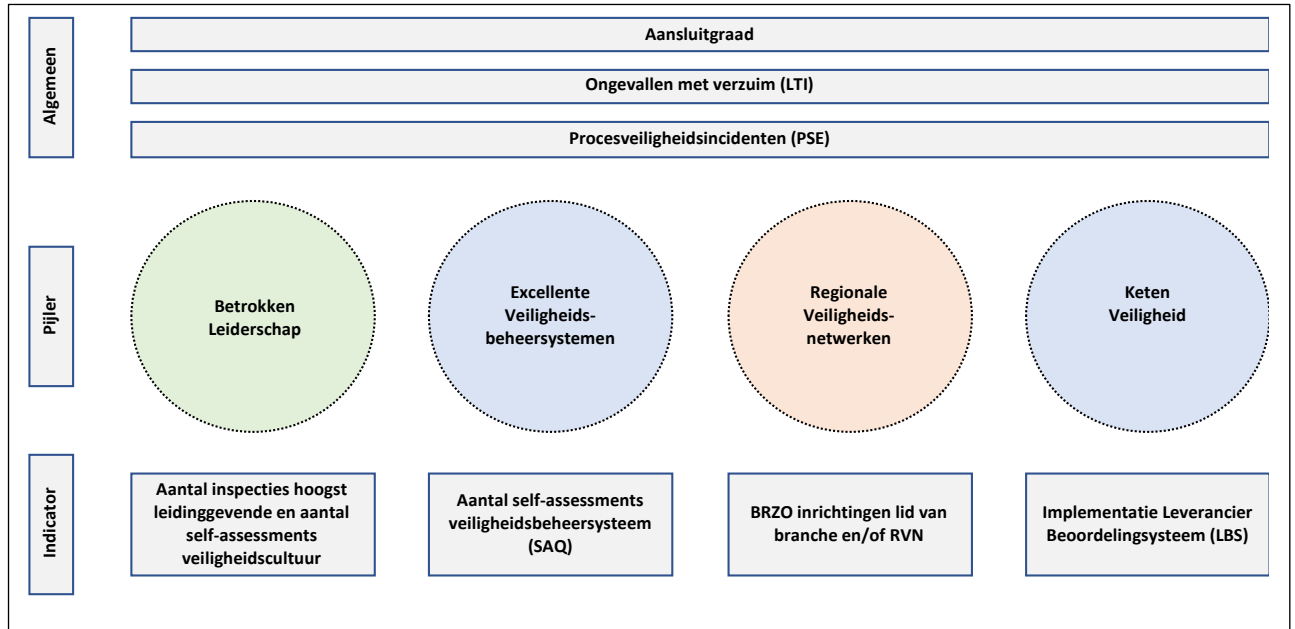 Algemeen
Aansluitgraad
Ongevallen met verzuim (LTI)
Procesveiligheidsincidenten (PSE)
Pijler
Betrokken
Leiderschap
Excellente
Veiligheids-
beheersystemen
Regionale
Veiligheids-
netwerken
Keten
Veiligheid
Indicator
Aantal inspecties hoogst
leidinggevende en aantal
self-assessments
veiligheidscultuur
Aantal self-assessments
veiligheidsbeheersysteem
(SAQ)
BRZO inrichtingen lid van
branche en/of RVN
Implementatie Leverancier
Beoordelingsysteem (LBS)